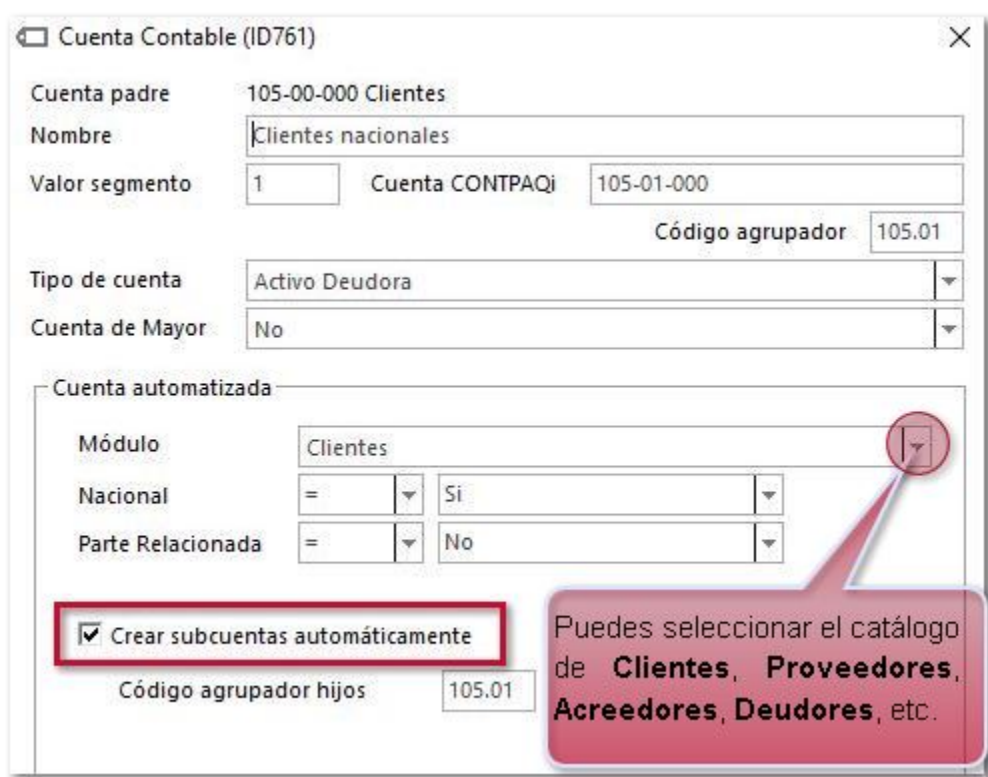 Cuenta Contable (ID761)
Cuenta padre 105-00-000 Clientes
Nombre Clientes nacionales
Valor segmento 1 Cuenta CONTPAQi 105-01-000
Código agrupador 105.01
Tipo de cuenta Activo Deudora
Cuenta de Mayor No
Cuenta automatizada
Módulo Clientes
Nacional = Si
Parte Relacionada = No
Crear subcuentas automáticamente
Código agrupador hijos 105.01
Puedes seleccionar el catálogo
de Clientes, Proveedores,
Acreedores, Deudores, etc.